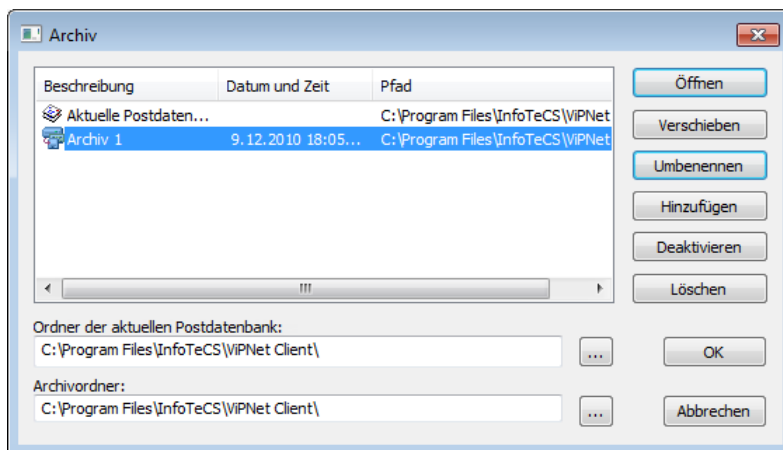 Archiv
Beschreibung Datum und Zeit Pfad
Aktuelle Postdaten... C:\Program Files\InfoTeCS\ViPNet
Archiv 1 9.12.2010 18:05... C:\Program Files\InfoTeCS\ViPNet
Öffnen
Verschieben
Umbenennen
Hinzufügen
Deaktivieren
Löschen
Ordner der aktuellen Postdatenbank:
C:\Program Files\InfoTeCS\ViPNet Client\ ... OK
Archivordner:
C:\Program Files\InfoTeCS\ViPNet Client\ ... Abbrechen